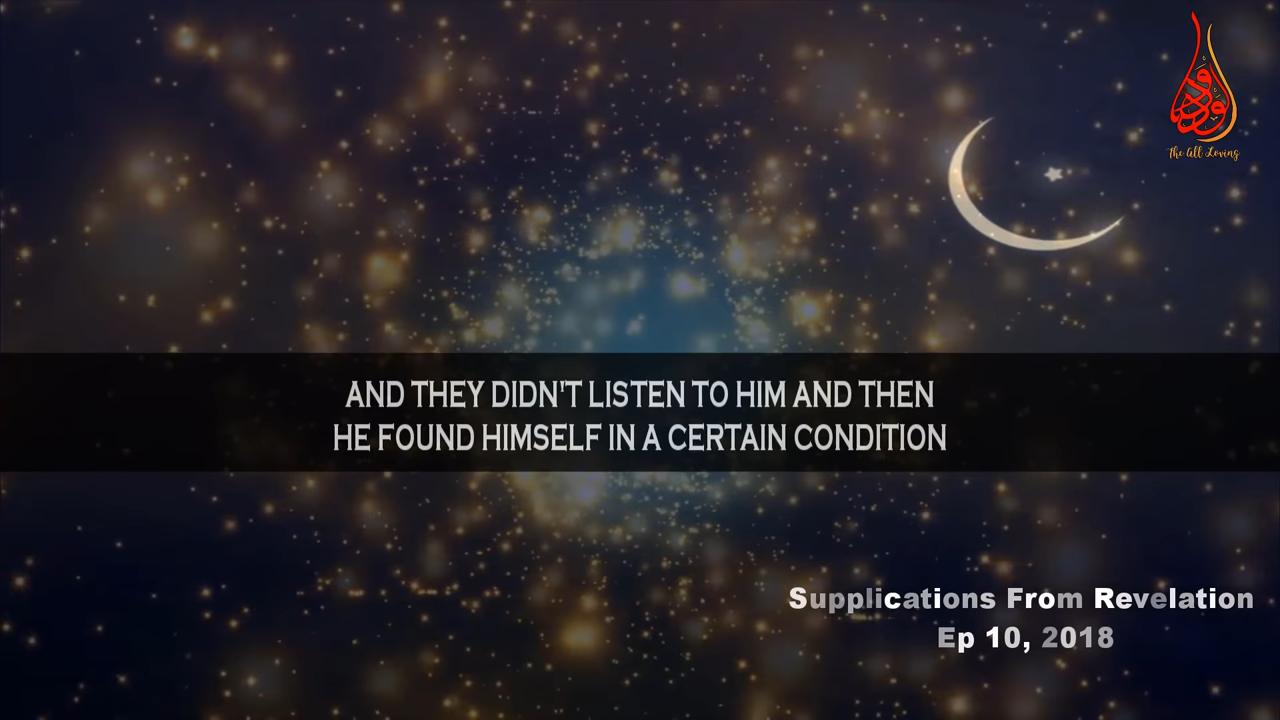 الودود
The All Loving
AND THEY DIDN'T LISTEN TO HIM AND THEN
HE FOUND HIMSELF IN A CERTAIN CONDITION
Supplications From Revelation
Ep 10, 2018